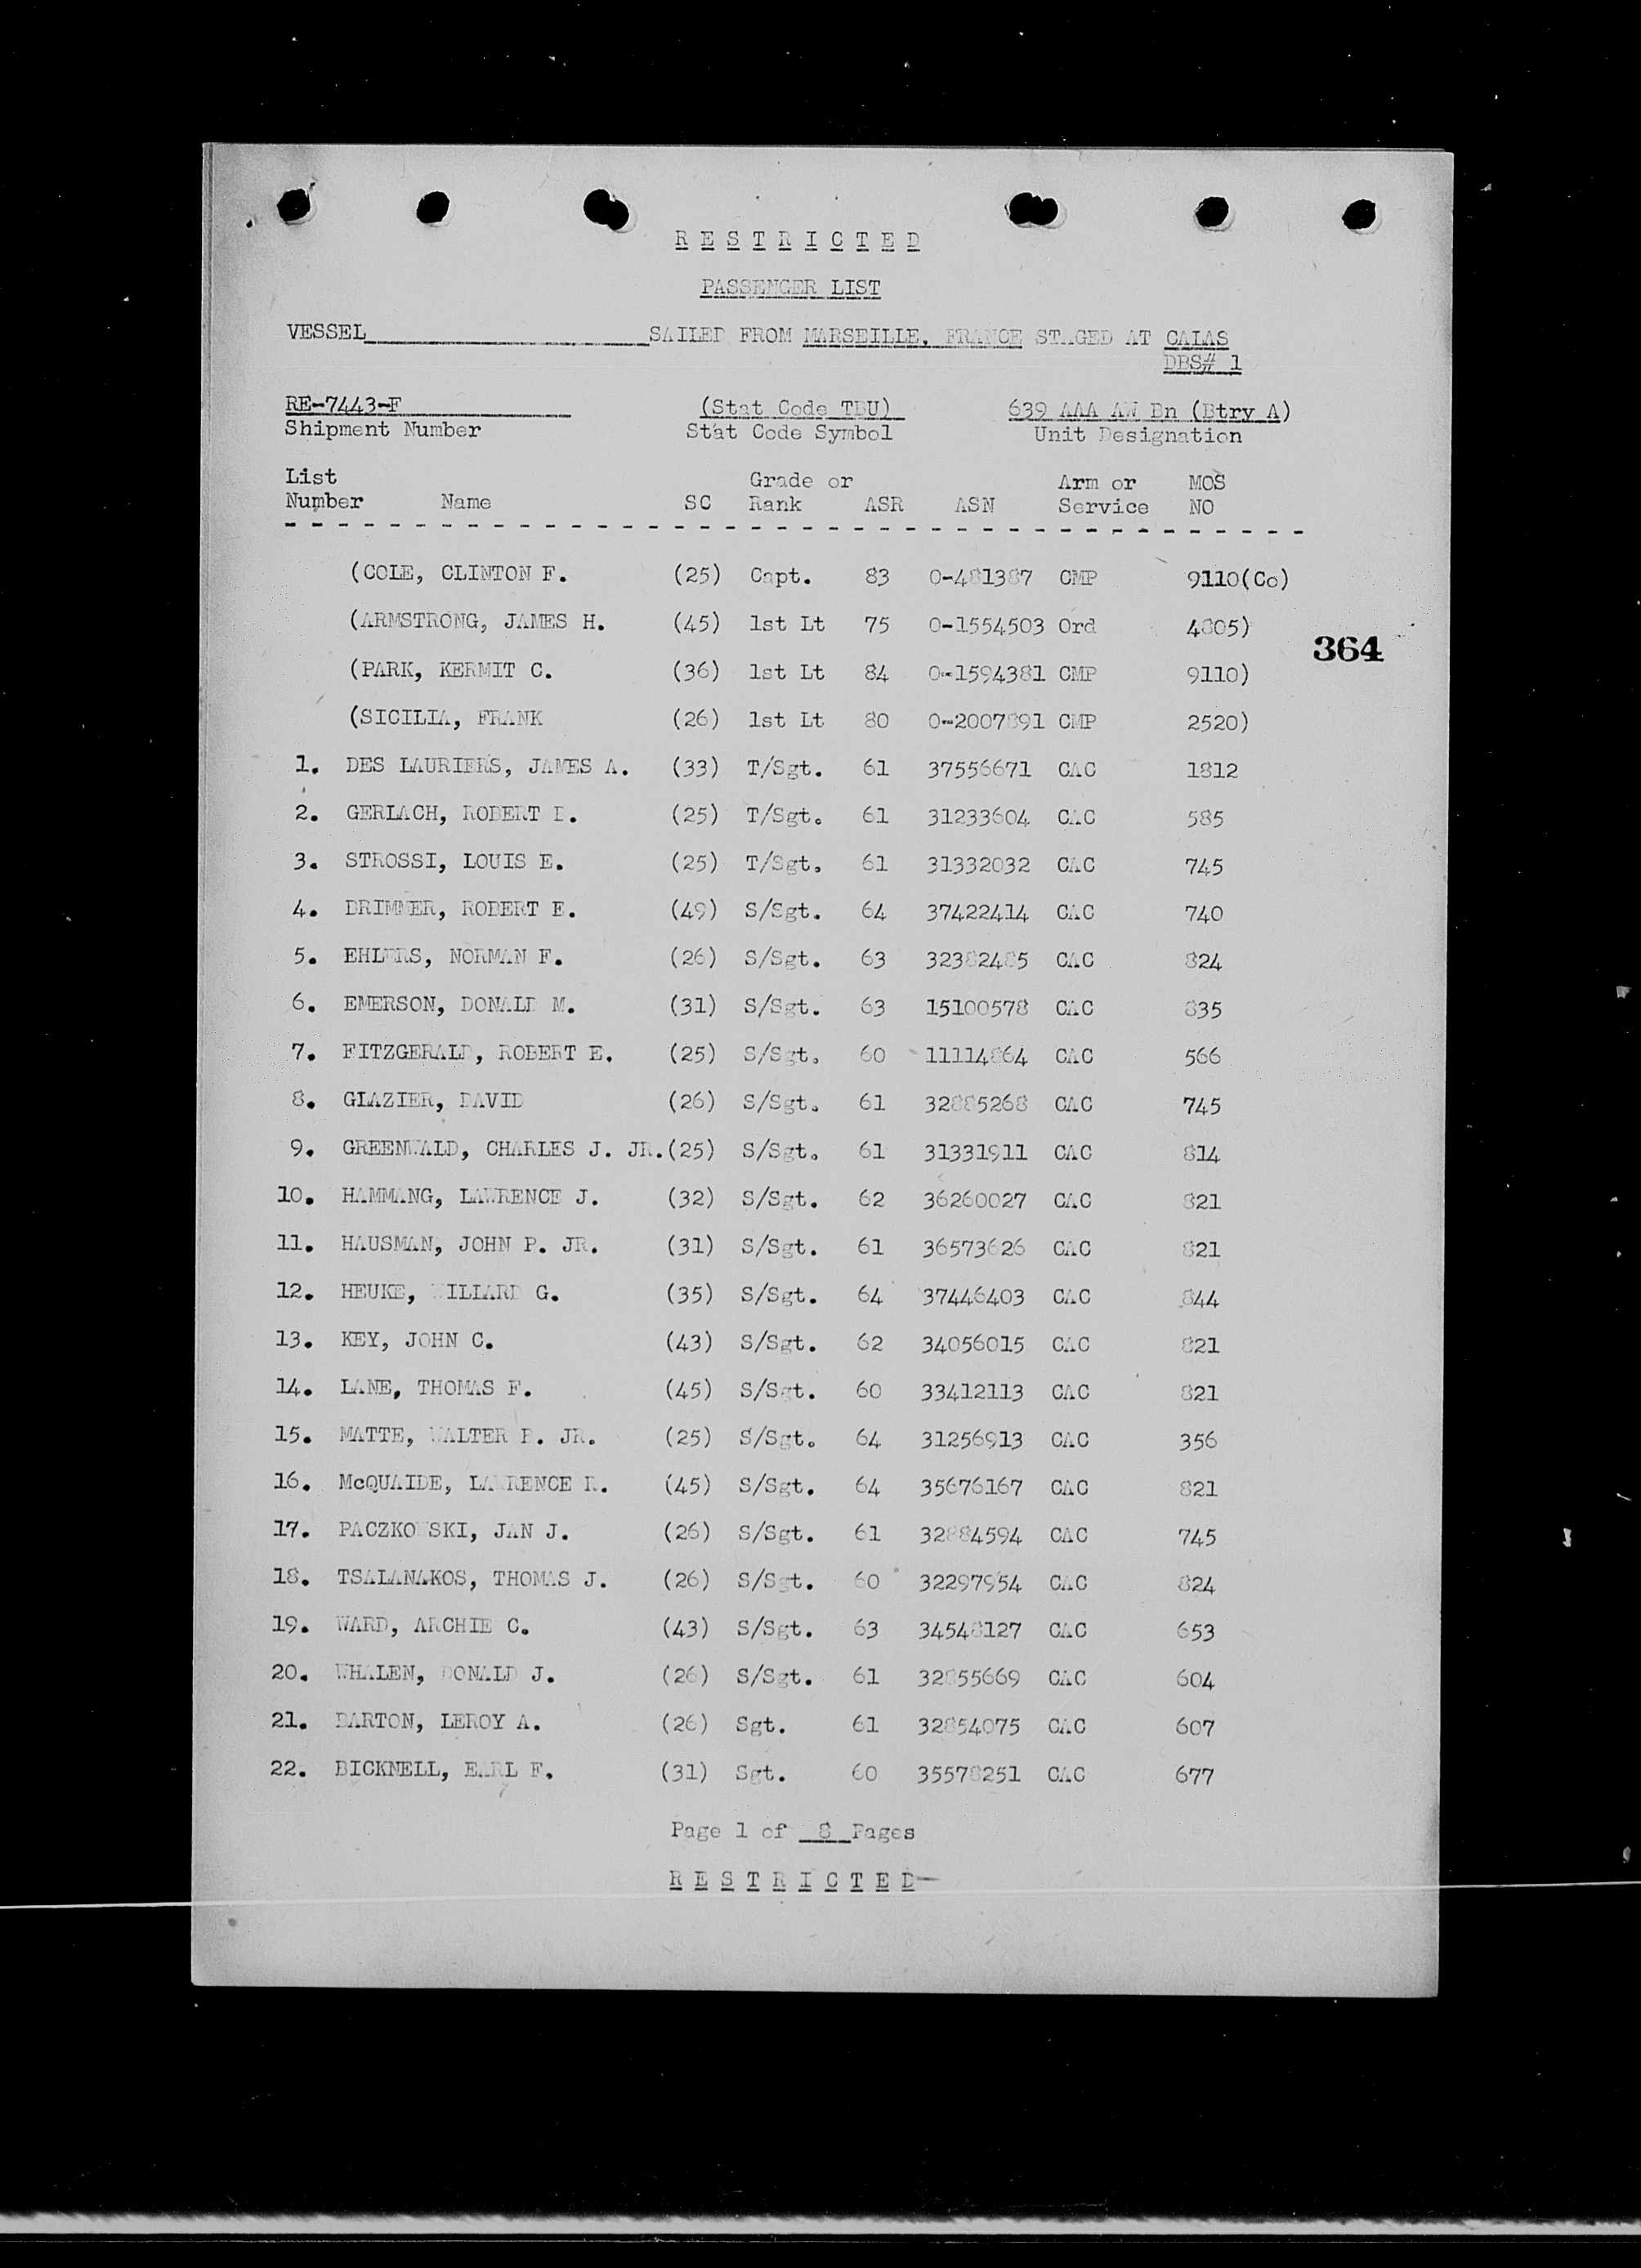 R E S T R I C T E D
PASSENGER LIST
VESSEL____________________SAILED FROM MARSEILLE, FRANCE STAGED AT CALAS
DBS# 1
RE-7443-F (Stat Code TBU) 639 AAA AW Bn (Btry A)
Shipment Number Stat Code Symbol Unit Designation
List Grade or Arm or MOS
Number Name SC Rank ASR ASN Service NO
(COLE, CLINTON F. (25) Capt. 83 0-481387 CMP 9110(Co)
(ARMSTRONG, JAMES H. (45) 1st Lt 75 0-1554503 Ord 4805)
364
(PARK, KERMIT C. (36) 1st Lt 84 0-1594381 CMP 9110)
(SICILIA, FRANK (26) 1st Lt 80 0-2007891 CMP 2520)
1. DES LAURIERS, JAMES A. (33) T/Sgt. 61 37556671 CAC 1812
2. GERLACH, ROBERT (25) T/Sgt. 61 31233604 CAC 585
3. STROSSI, LOUIS E. (25) T/Sgt. 61 31332032 CAC 745
4. BRIMMER, ROBERT E. (49) S/Sgt. 64 37422414 CAC 740
5. EHLERS, NORMAN F. (26) S/Sgt. 63 32382485 CAC 824
6. EMERSON, DONALD M. (31) S/Sgt. 63 15100578 CAC 835
7. FITZGERALD, ROBERT E. (25) S/Sgt. 60 11114864 CAC 566
8. GLAZIER, DAVID (26) S/Sgt. 61 32885268 CAC 745
9. GREENWALD, CHARLES J. JR.(25) S/Sgt. 61 31331911 CAC 814
10. HAMMANG, LAWRENCE J. (32) S/Sgt. 62 36260027 CAC 821
11. HAUSMAN, JOHN P. JR. (31) S/Sgt. 61 36573626 CAC 821
12. HEUKE, WILLARD G. (35) S/Sgt. 64 37446403 CAC 844
13. KEY, JOHN C. (43) S/Sgt. 62 34056015 CAC 821
14. LANE, THOMAS F. (45) S/Sgt. 60 33412113 CAC 821
15. MATTE, WALTER JR. (25) S/Sgt. 64 31256913 CAC 356
16. McQUAIDE, LAWRENCE R. (45) S/Sgt. 64 35676167 CAC 821
17. PACZKOWSKI, JAN J. (26) S/Sgt. 61 32884594 CAC 745
18. TSALANAKOS, THOMAS J. (26) S/Sgt. 60 32297954 CAC 824
19. WARD, ARCHIE C. (43) S/Sgt. 63 34548127 CAC 653
20. WHALEN, DONALD J. (26) S/Sgt. 61 32855669 CAC 604
21. BARTON, LEROY A. (26) Sgt. 61 32854075 CAC 607
22. BICKNELL, EARL F. (31) Sgt. 60 35578251 CAC 677
Page 1 of 8 Pages
R E S T R I C T E D